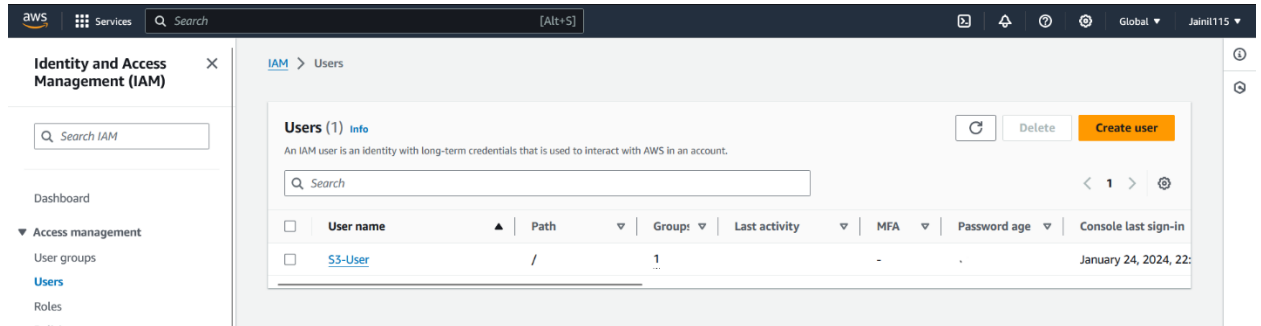 aws Services Search [Alt+S] Global Jainil115
Identity and Access
Management (IAM)
Search IAM
Dashboard
Access management
User groups
Users
Roles
IAM > Users
Users (1) Info
Delete Create user
An IAM user is an identity with long-term credentials that is used to interact with AWS in an account.
Search
1
User name Path Groups Last activity MFA Password age Console last sign-in
S3-User / 1 - January 24, 2024, 22: